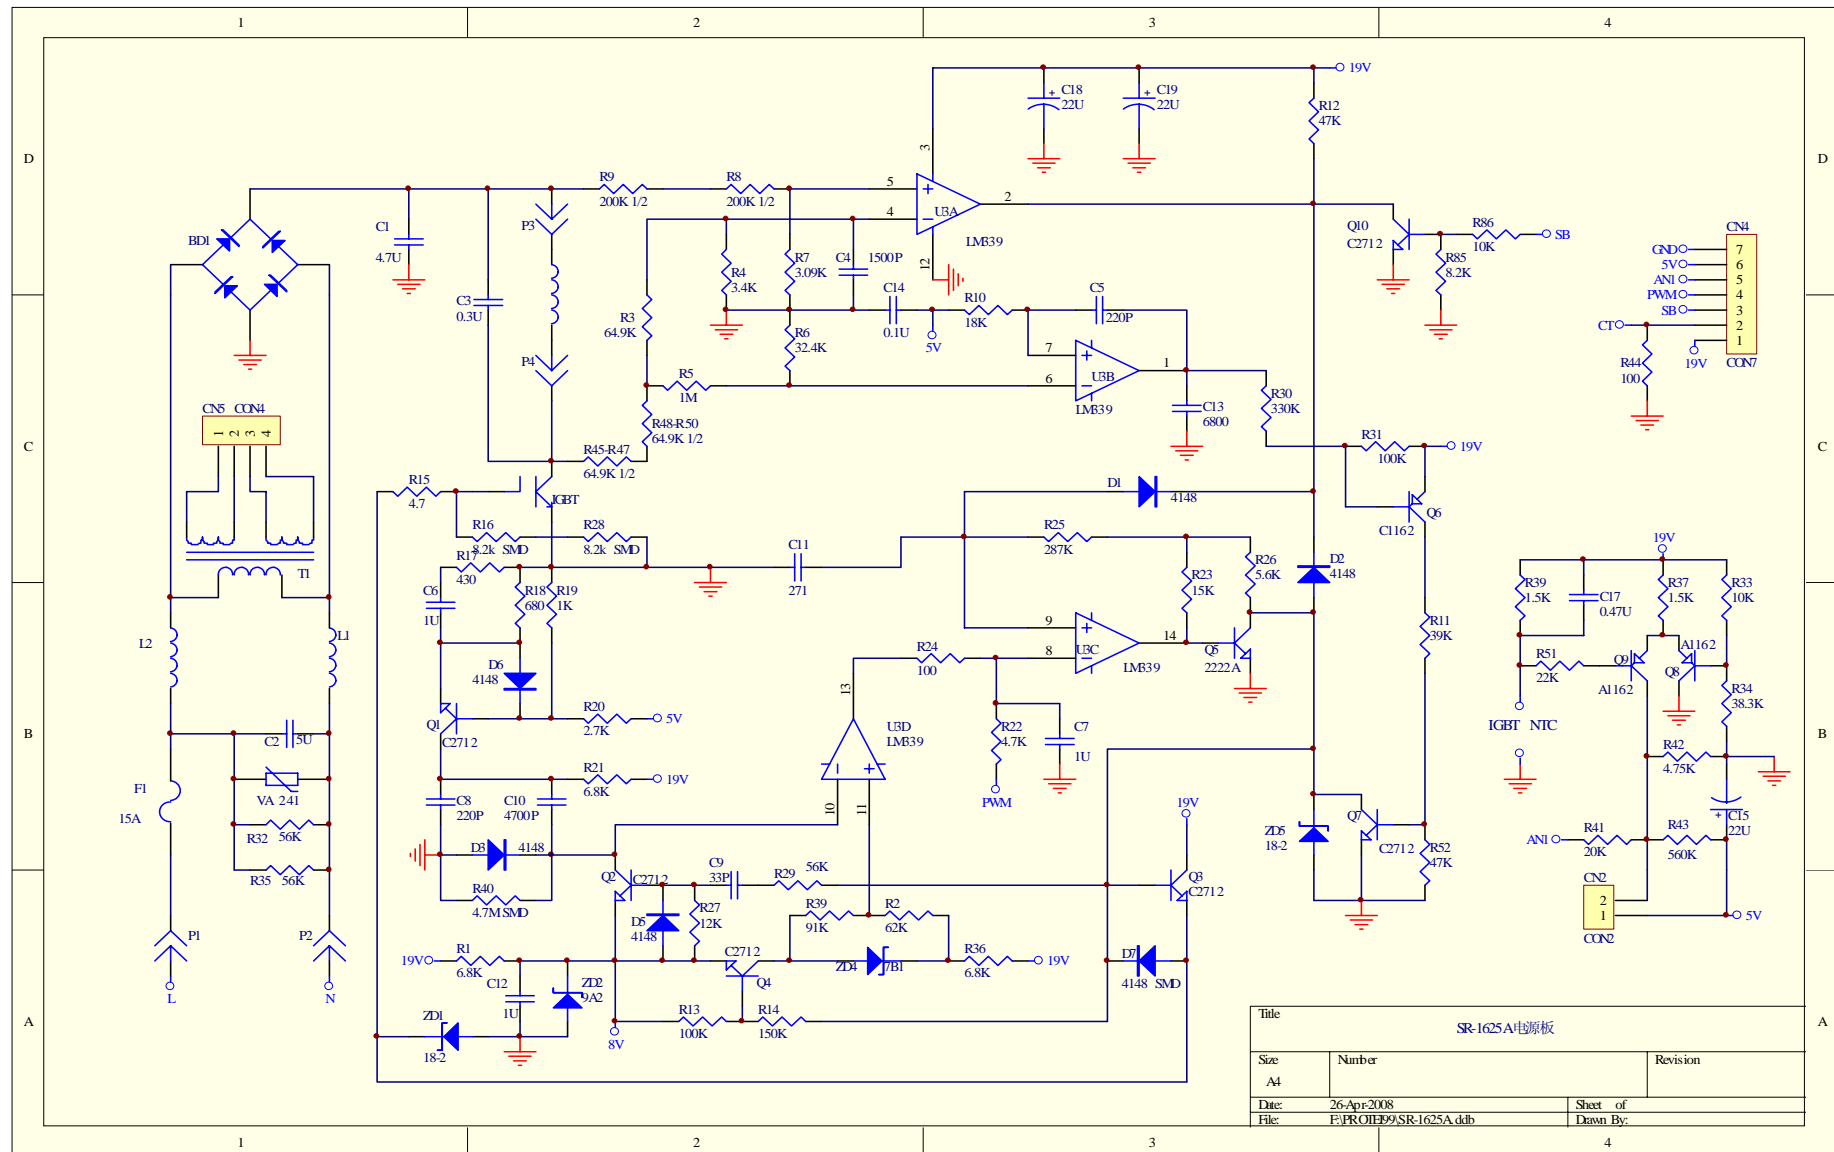 1 2 3 4
D
D
C
C
B
B
A
A
1 2 3 4
19V
C18
22U
C19
22U
R12
47K
3
R9
200K 1/2
R8
200K 1/2
5
4
2
U3A
LM339
12
P3
BD1
C1
4.7U
Q10
C2712
R86
10K
SB
R85
8.2K
CN4
GND 7
5V 6
AN1 5
PWM 4
SB 3
CT 2
1
19V
CON7
R44
100
R4
3.4K
R7
3.09K
C4
1500P
C14
0.1U
5V
R10
18K
C5
220P
C3
0.3U
R3
64.9K
R6
32.4K
P4
7
6
1
U3B
LM339
R5
1M
C13
6800
R30
330K
CN5 CON4
1 2 3 4
R48-R50
64.9K 1/2
R45-R47
64.9K 1/2
R31
100K
19V
R15
4.7
IGBT
D1
4148
Q6
C1162
R16
8.2k SMD
R28
8.2k SMD
R17
430
C11
271
R25
287K
R23
15K
R26
5.6K
D2
4148
T1
C6
1U
R18
680
R19
1K
19V
R39
1.5K
C17
0.47U
R37
1.5K
R33
10K
L2
L1
D6
4148
R24
100
9
8
14
U3C
LM339
Q5
2222A
R11
39K
R51
22K
Q9
A1162
A1162
Q8
R34
38.3K
Q1
C2712
R20
2.7K
5V
13
U3D
LM339
10
11
R22
4.7K
C7
1U
PWM
IGBT NTC
R42
4.75K
C2
5U
VA 241
R32 56K
R35 56K
F1
15A
R21
6.8K
19V
C8
220P
C10
4700P
D3
4148
R40
4.7M SMD
19V
ZD5
18-2
Q7
C2712
R52
47K
AN1
R41
20K
R43
560K
C15
22U
CN2
2
1
CON2
5V
Q2
C2712
C9
33P
R29
56K
Q3
C2712
D5
4148
R27
12K
R39
91K
R2
62K
P1
P2
L
N
19V
R1
6.8K
C12
1U
ZD2
9A2
C2712
Q4
ZD4
7B1
R36
6.8K
19V
D7
4148 SMD
ZD1
18-2
8V
R13
100K
R14
150K
Title
SR-1625A电源板
Size
A4
Number
Revision
Date: 26-Apr-2008
Sheet of
File: F:\PROTEl99\SR-1625A.ddb
Drawn By: